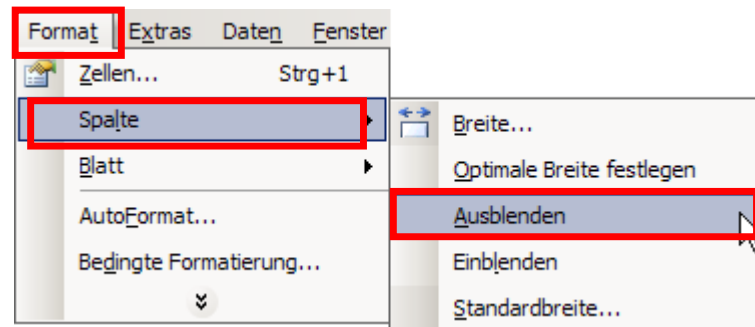 Format Extras Daten Fenster
Zellen... Strg+1
Spalte
Blatt
AutoFormat...
Bedingte Formatierung...
Breite...
Optimale Breite festlegen
Ausblenden
Einblenden
Standardbreite...